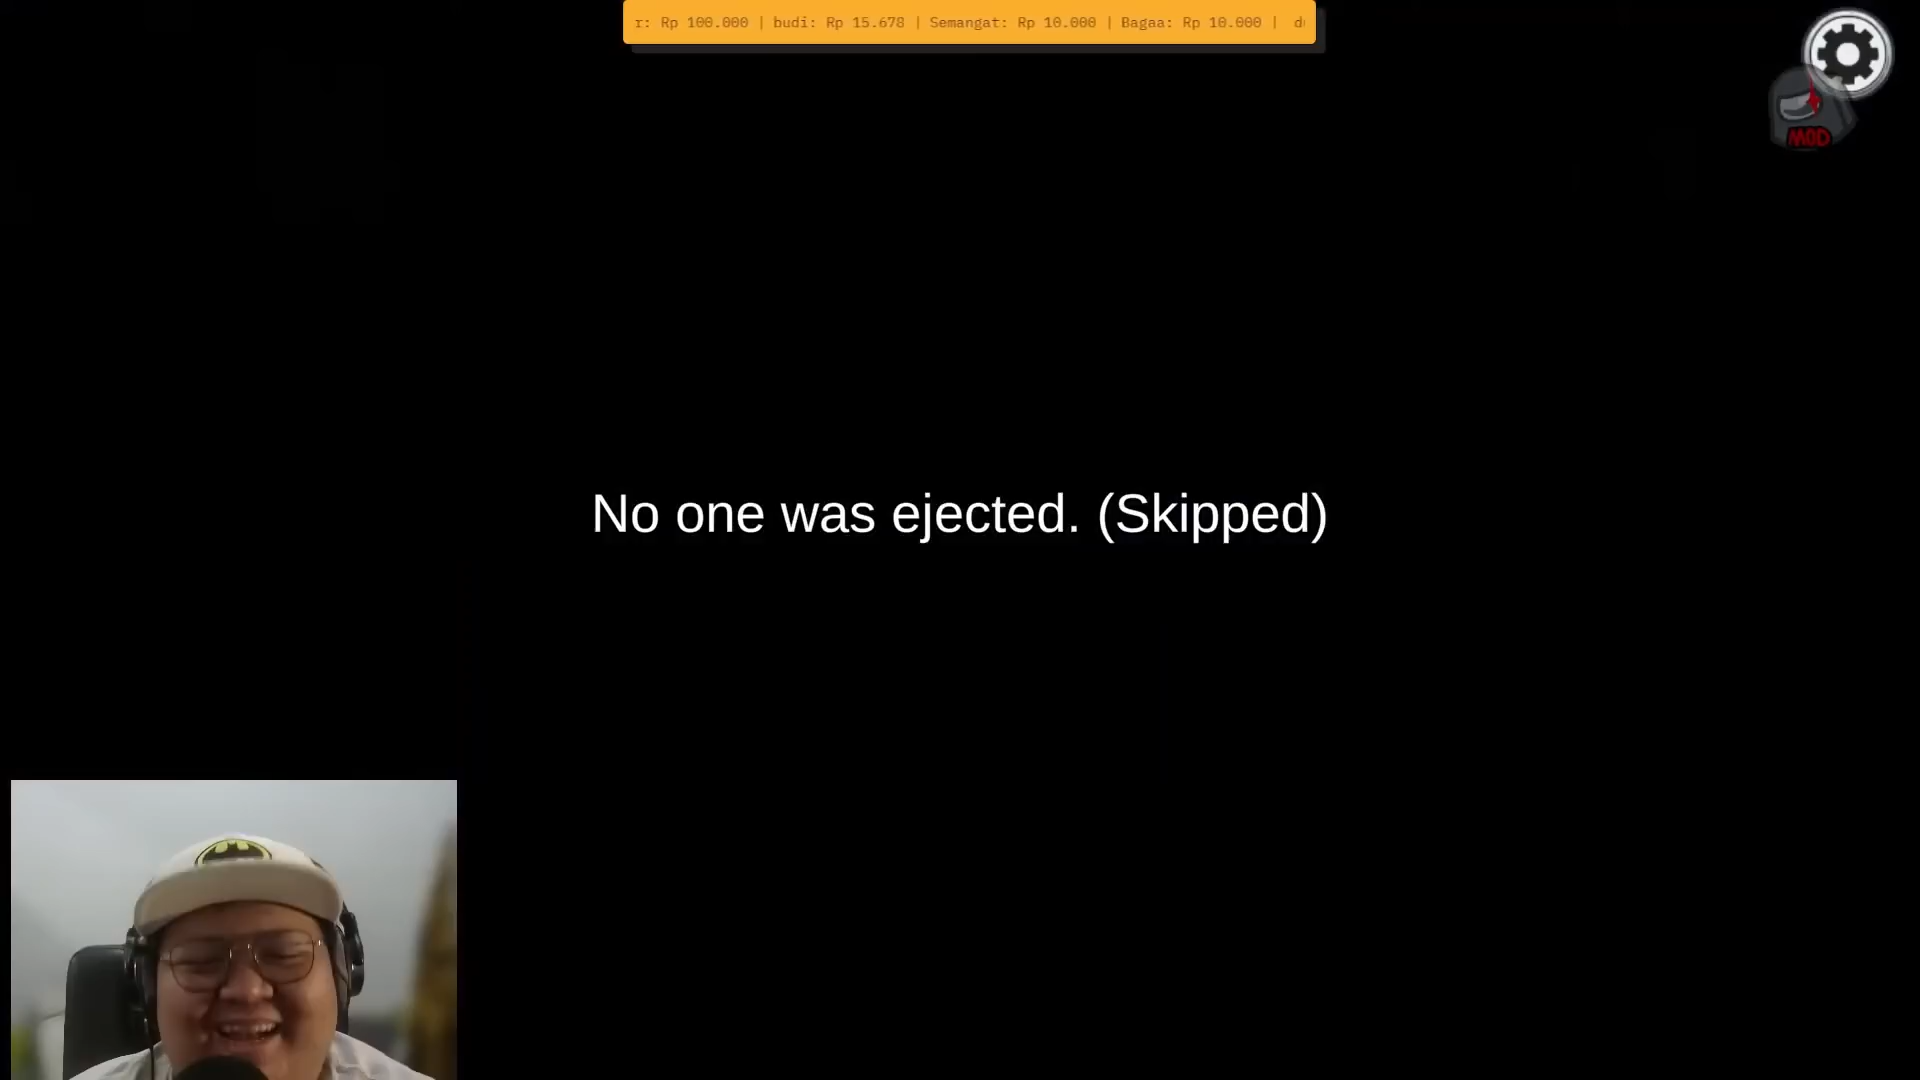 r: Rp 100.000 | budi: Rp 15.678 | Semangat: Rp 10.000 | Bagaa: Rp 10.000 |
MOD
No one was ejected. (Skipped)